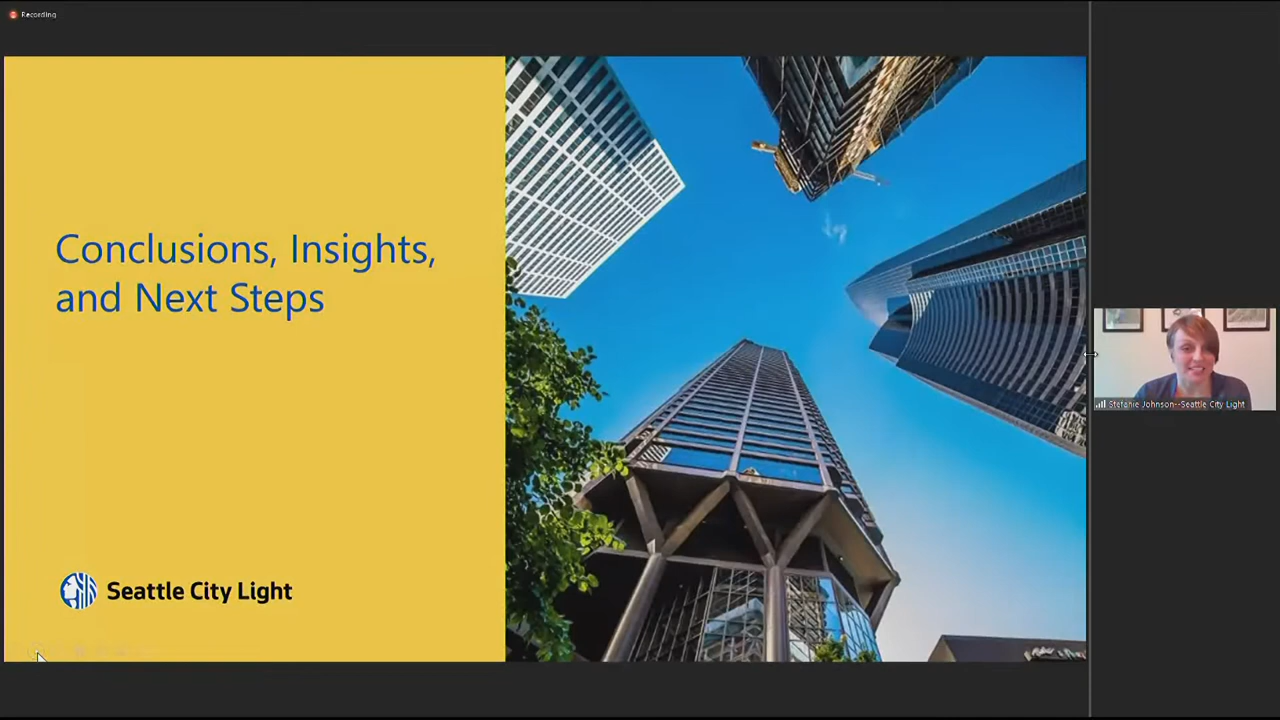 Recording
Conclusions, Insights,
and Next Steps
Seattle City Light
Stefanie Johnson--Seattle City Light